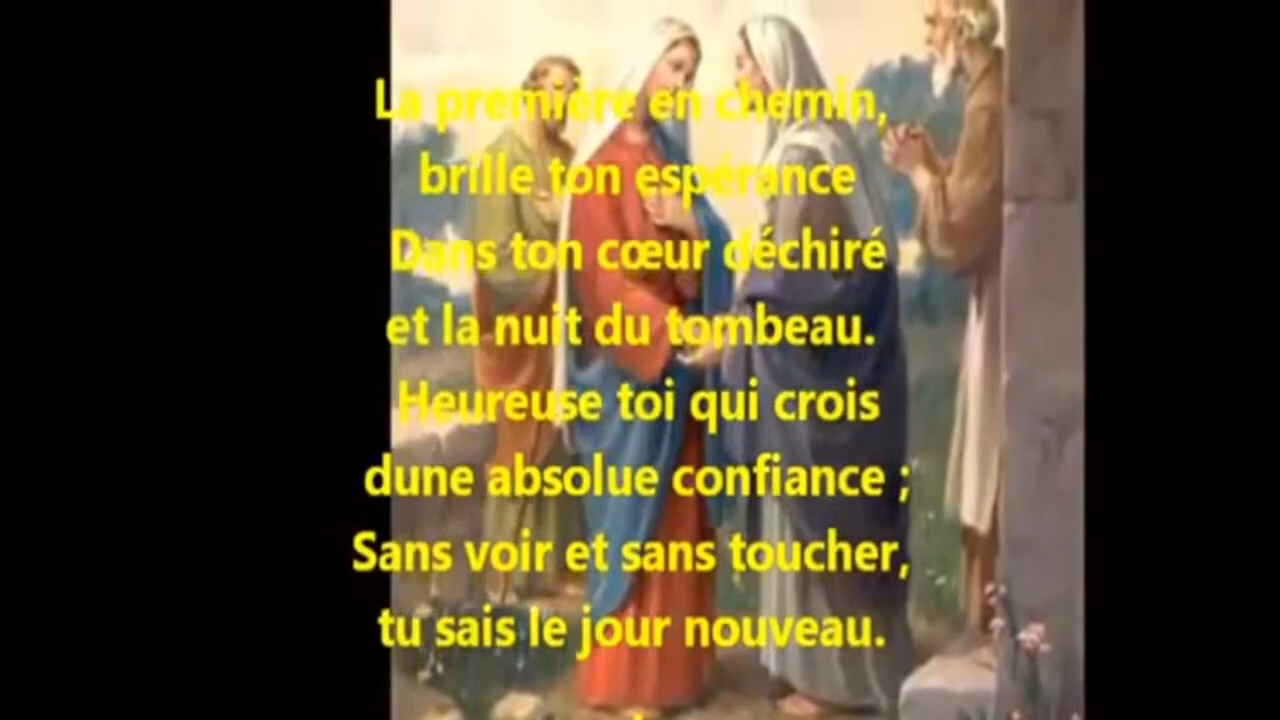 La première en chemin,
brille ton espérance
Dans ton cœur déchiré
et la nuit du tombeau.
Heureuse toi qui crois
dune absolue confiance ;
Sans voir et sans toucher,
tu sais le jour nouveau.